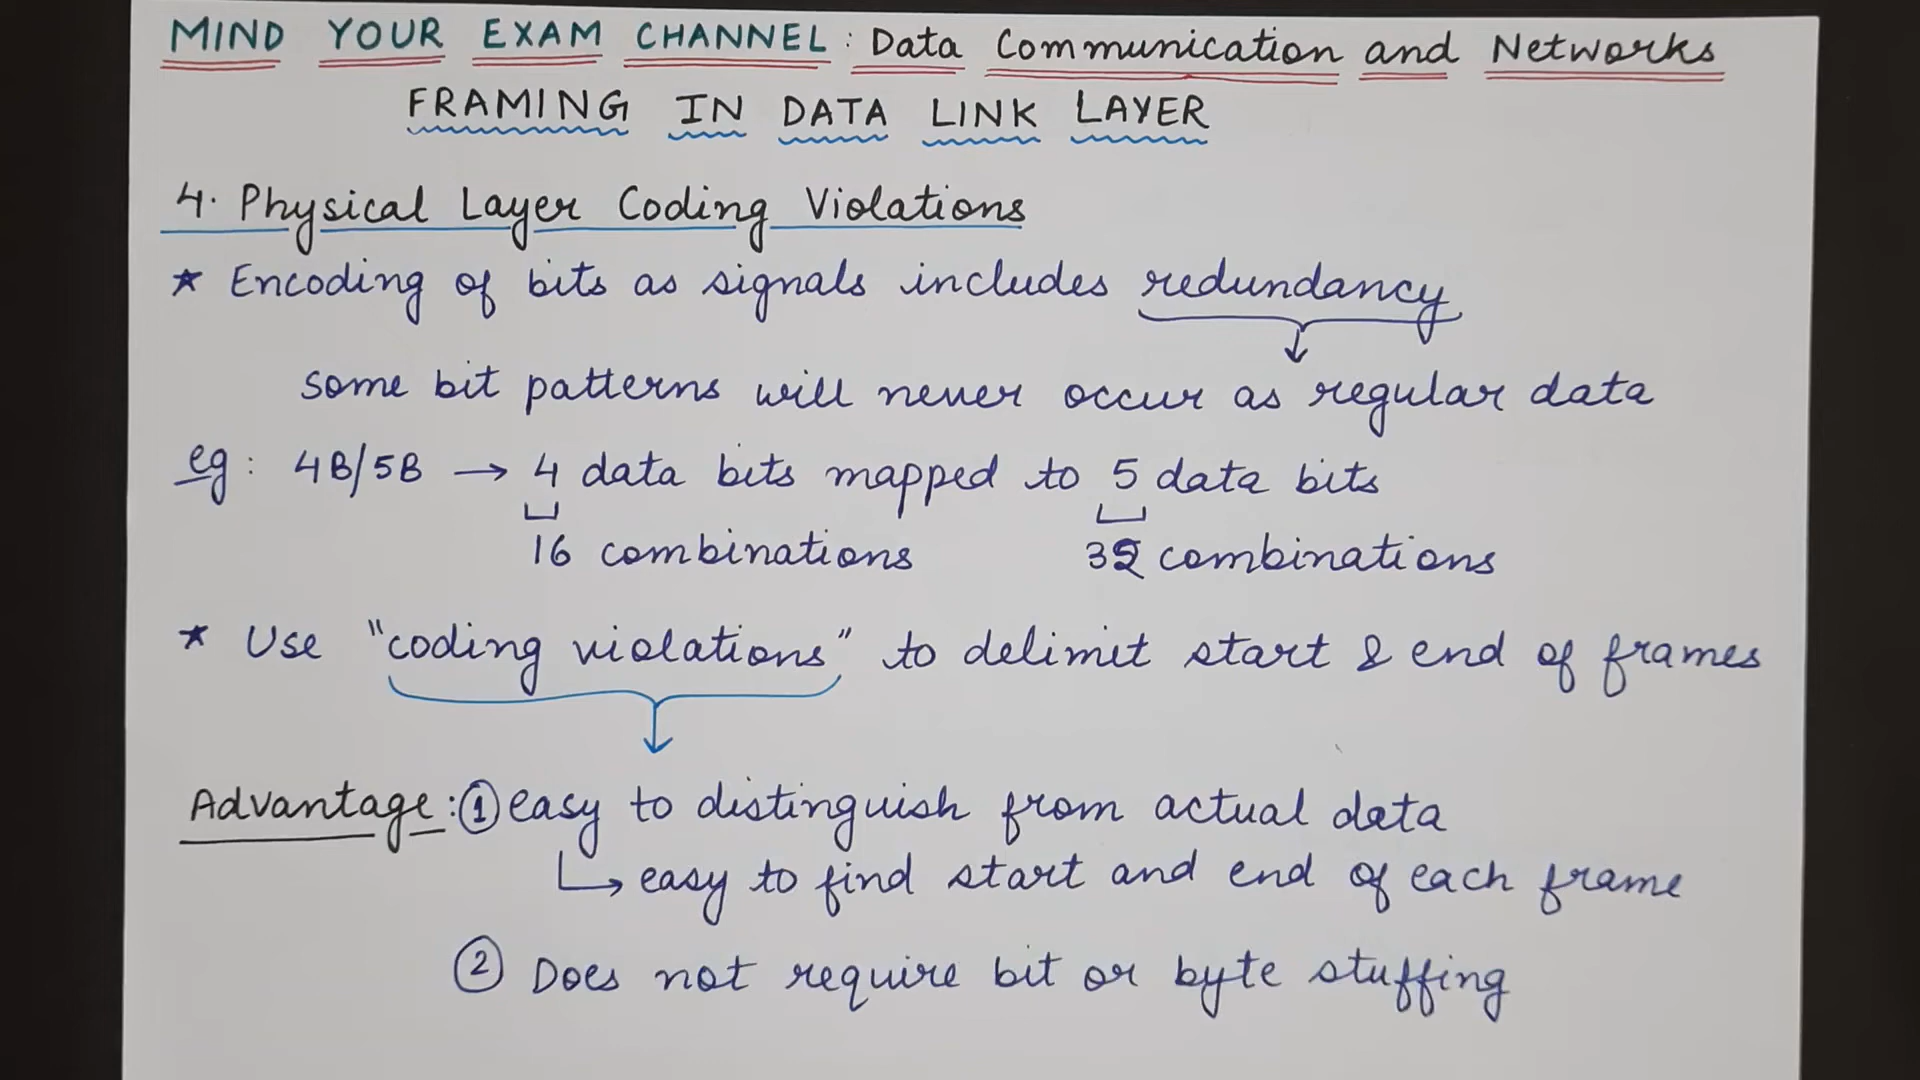 MIND YOUR EXAM CHANNEL: Data Communication and Networks
FRAMING IN DATA LINK LAYER
4. Physical Layer Coding Violations
* Encoding of bits as signals includes redundancy
↓
some bit patterns will never occur as regular data
eg: 4B/5B → 4 data bits mapped to 5 data bits
16 combinations 32 combinations
* Use "coding violations" to delimit start & end of frames
↓
Advantage: ① easy to distinguish from actual data
↳ easy to find start and end of each frame
② Does not require bit or byte stuffing